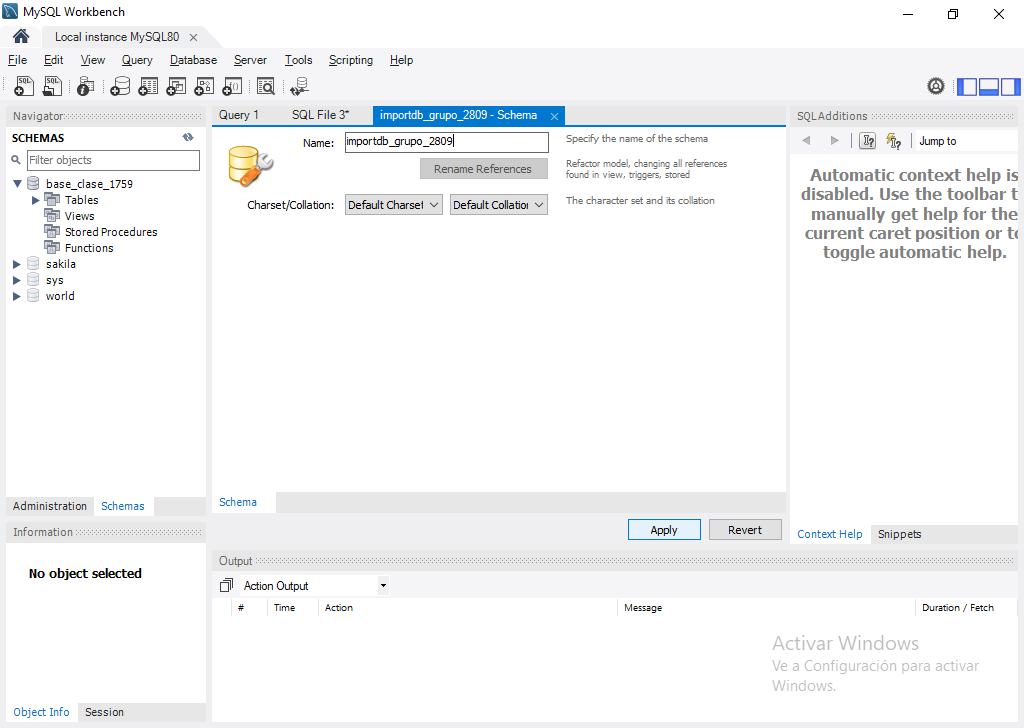 MySQL Workbench
Local instance MySQL80
File Edit View Query Database Server Tools Scripting Help
Navigator
SCHEMAS
Filter objects
base_clase_1759
Tables
Views
Stored Procedures
Functions
sakila
sys
world
Administration Schemas
Information
No object selected
Object Info Session
Query 1 SQL File 3* importdb_grupo_2809 - Schema
Name: importdb_grupo_2809 Specify the name of the schema
Rename References Refactor model, changing all references
found in view, triggers, stored
Charset/Collation: Default Charset Default Collation The character set and its collation
Schema
Apply Revert
Output
Action Output
# Time Action Message Duration / Fetch
SQLAdditions
Jump to
Automatic context help is
disabled. Use the toolbar t
manually get help for the
current caret position or to
toggle automatic help.
Context Help Snippets
Activar Windows
Ve a Configuración para activar
Windows.